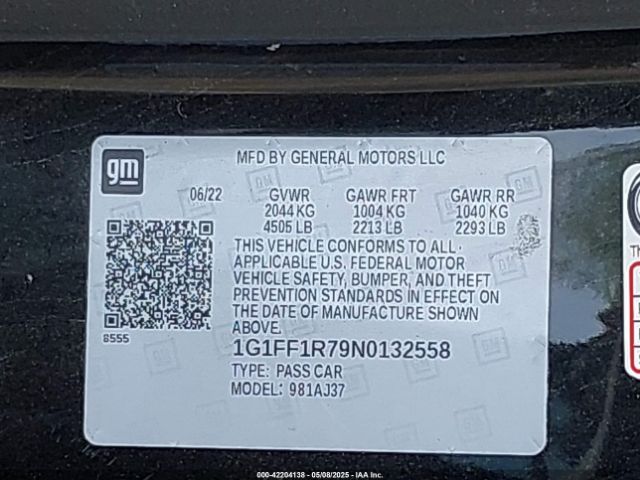 gm
MFD BY GENERAL MOTORS LLC
06/22 GVWR GAWR FRT GAWR RR
2044 KG 1004 KG 1040 KG
4505 LB 2213 LB 2293 LB
THIS VEHICLE CONFORMS TO ALL
APPLICABLE U.S. FEDERAL MOTOR
VEHICLE SAFETY, BUMPER, AND THEFT
PREVENTION STANDARDS IN EFFECT ON
THE DATE OF MANUFACTURE SHOWN
ABOVE.
8555
1G1FF1R79N0132558
TYPE: PASS CAR
MODEL: 981AJ37
© - 42204138 - 05/08/2025 - IAA Inc.